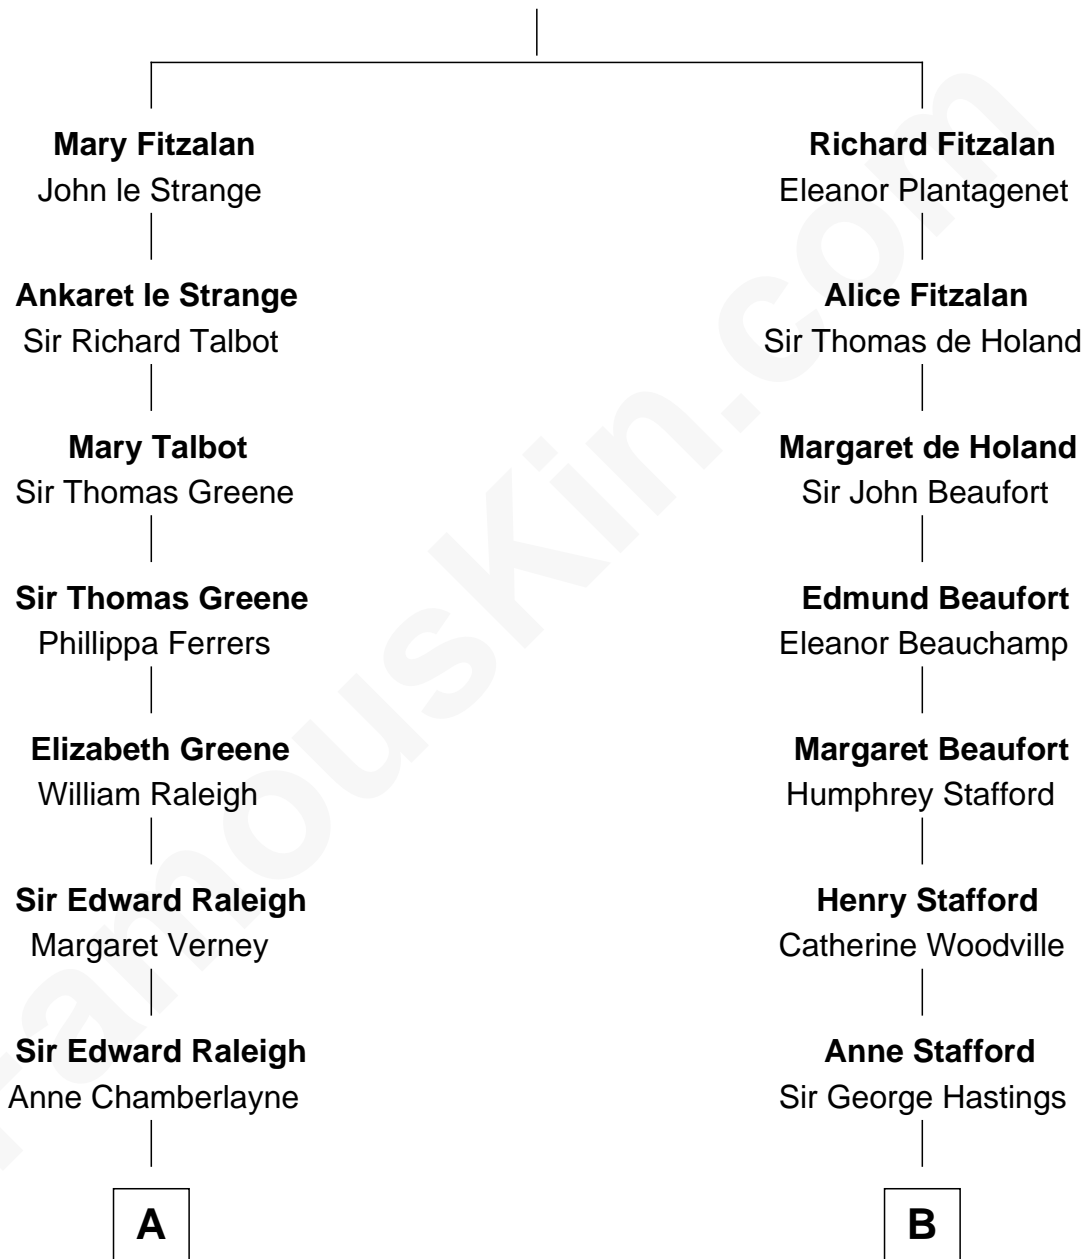 Mary Fitzalan
John le Strange
Ankaret le Strange
Sir Richard Talbot
Mary Talbot
Sir Thomas Greene
Sir Thomas Greene
Phillippa Ferrers
Elizabeth Greene
William Raleigh
Sir Edward Raleigh
Margaret Verney
Sir Edward Raleigh
Anne Chamberlayne
A
Richard Fitzalan
Eleanor Plantagenet
Alice Fitzalan
Sir Thomas de Holand
Margaret de Holand
Sir John Beaufort
Edmund Beaufort
Eleanor Beauchamp
Margaret Beaufort
Humphrey Stafford
Henry Stafford
Catherine Woodville
Anne Stafford
Sir George Hastings
B
FamousKin.com